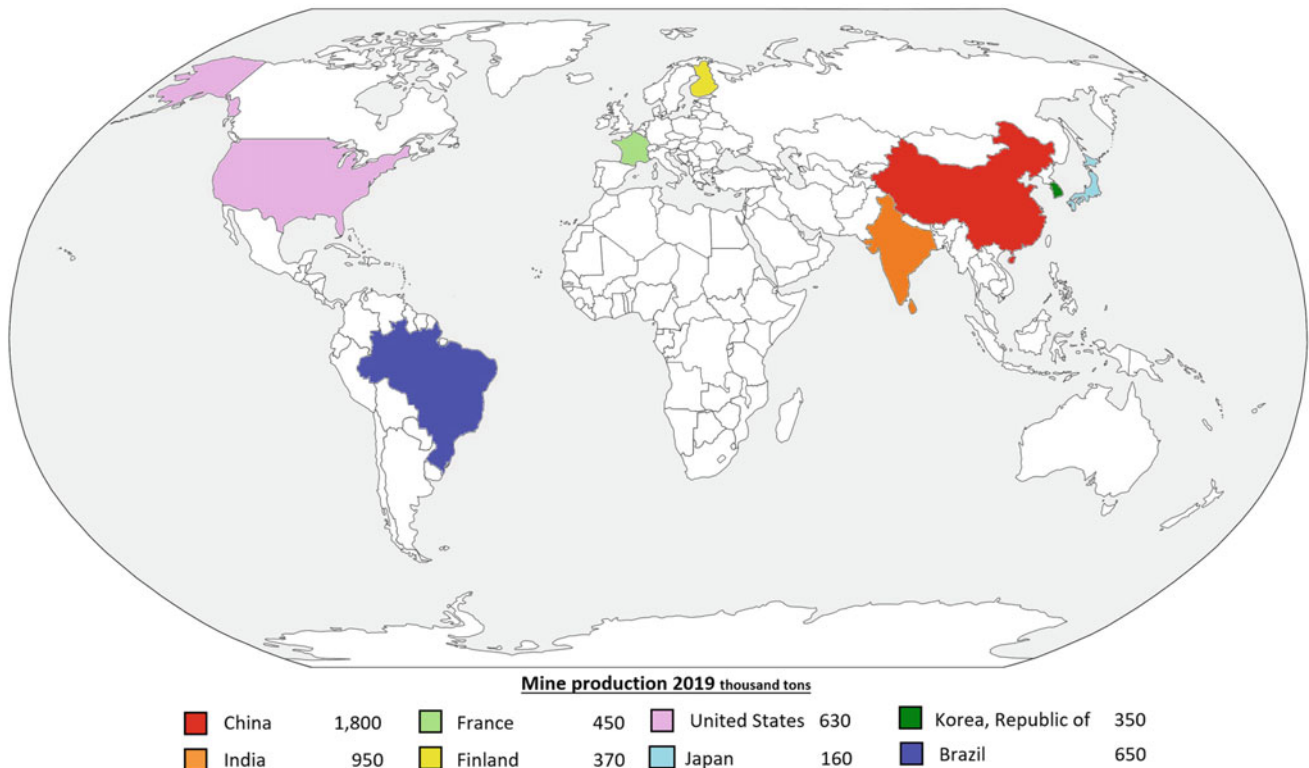 Mine production 2019 thousand tons
China 1,800 France 450 United States 630 Korea, Republic of 350
India 950 Finland 370 Japan 160 Brazil 650